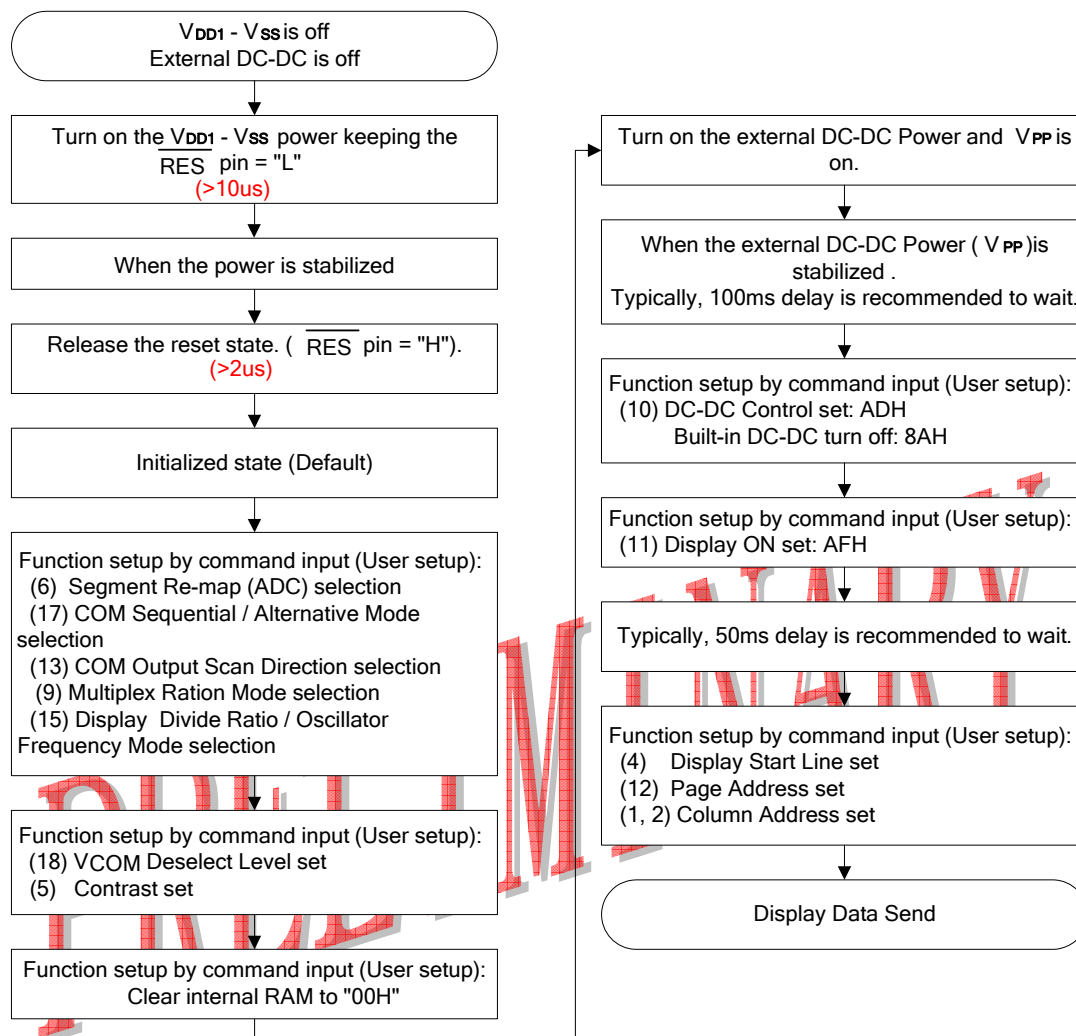 VDD1 - VSS is off
External DC-DC is off
Turn on the VDD1 - VSS power keeping the
RES pin = "L"
(>10us)
When the power is stabilized
Release the reset state. ( RES pin = "H").
(>2us)
Initialized state (Default)
Function setup by command input (User setup):
(6) Segment Re-map (ADC) selection
(17) COM Sequential / Alternative Mode
selection
(13) COM Output Scan Direction selection
(9) Multiplex Ration Mode selection
(15) Display Divide Ratio / Oscillator
Frequency Mode selection
Function setup by command input (User setup):
(18) VCOM Deselect Level set
(5) Contrast set
Function setup by command input (User setup):
Clear internal RAM to "00H"
Turn on the external DC-DC Power and VPP is
on.
When the external DC-DC Power ( VPP )is
stabilized .
Typically, 100ms delay is recommended to wait.
Function setup by command input (User setup):
(10) DC-DC Control set: ADH
Built-in DC-DC turn off: 8AH
Function setup by command input (User setup):
(11) Display ON set: AFH
Typically, 50ms delay is recommended to wait.
Function setup by command input (User setup):
(4) Display Start Line set
(12) Page Address set
(1, 2) Column Address set
Display Data Send
PRELIMINARY